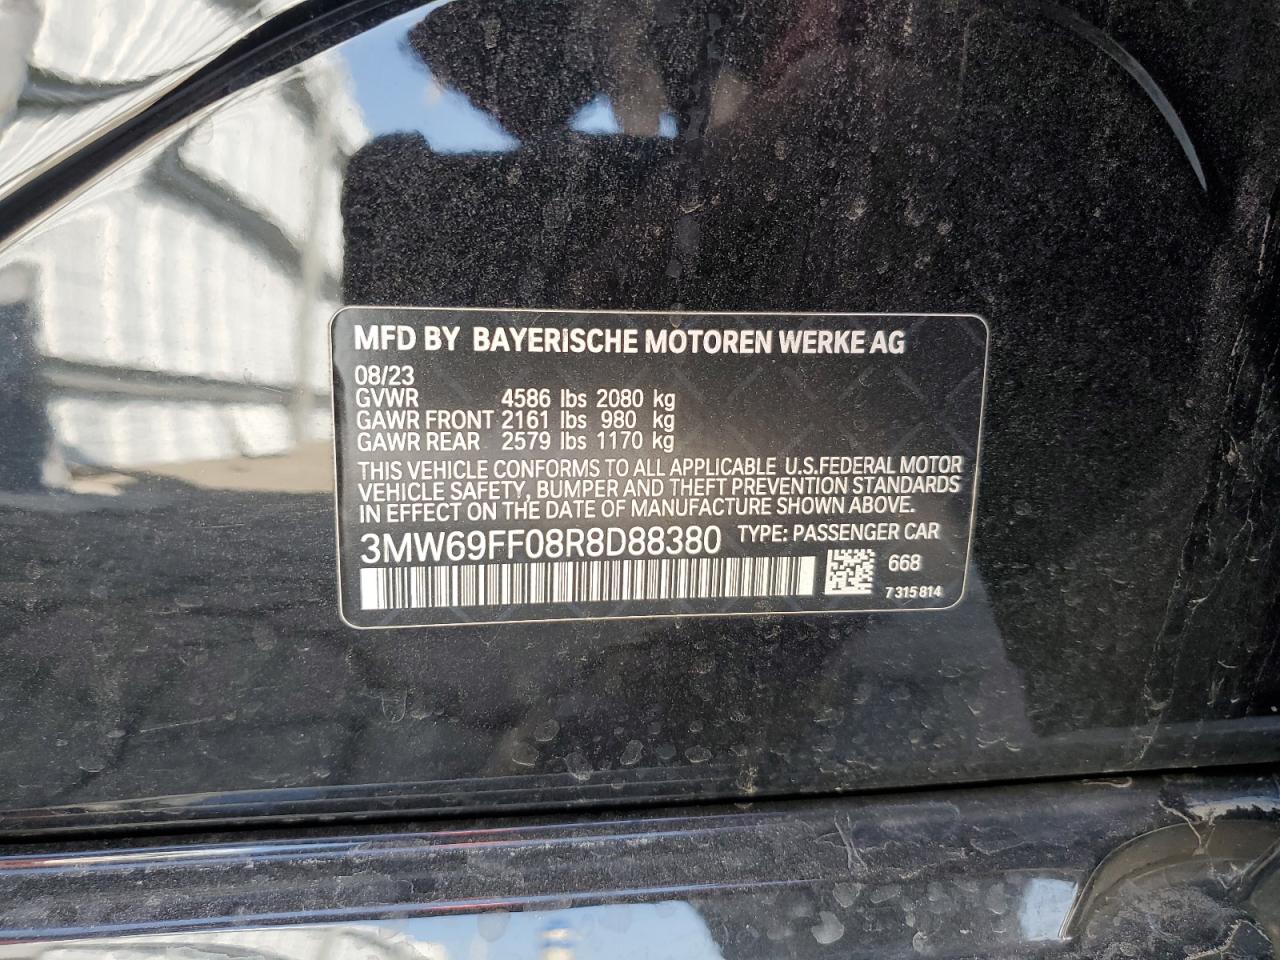 MFD BY BAYERISCHE MOTOREN WERKE AG
08/23
GVWR 4586 lbs 2080 kg
GAWR FRONT 2161 lbs 980 kg
GAWR REAR 2579 lbs 1170 kg
THIS VEHICLE CONFORMS TO ALL APPLICABLE U.S.FEDERAL MOTOR
VEHICLE SAFETY, BUMPER AND THEFT PREVENTION STANDARDS
IN EFFECT ON THE DATE OF MANUFACTURE SHOWN ABOVE.
3MW69FF08R8D88380 TYPE: PASSENGER CAR
668
7 315 814